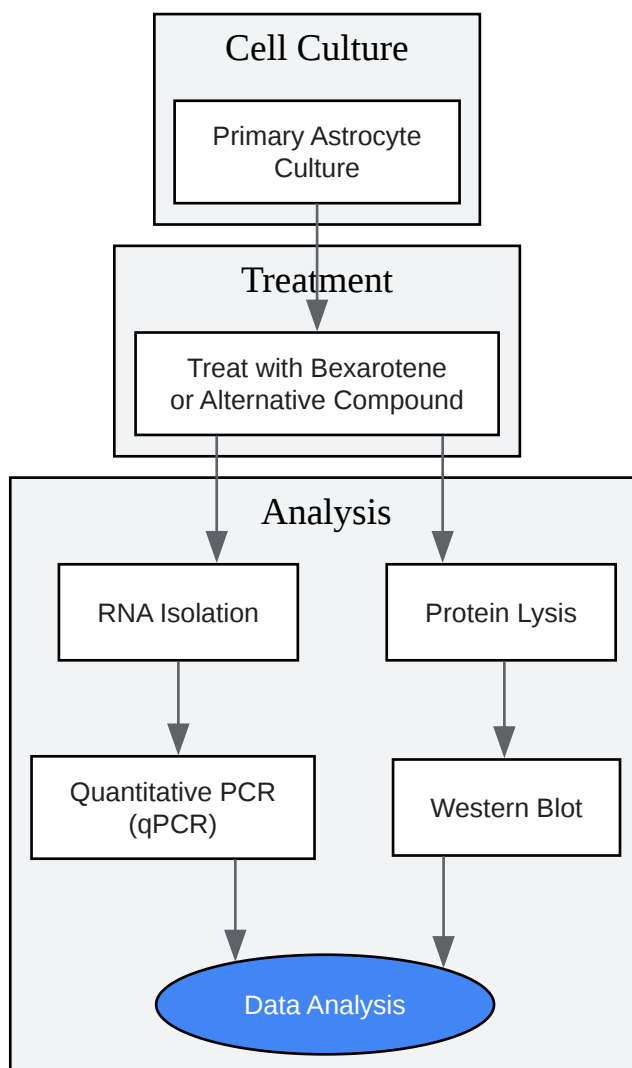 Cell Culture
Primary Astrocyte
Culture
Treatment
Treat with Bexarotene
or Alternative Compound
Analysis
RNA Isolation
Protein Lysis
Quantitative PCR
(qPCR)
Western Blot
Data Analysis